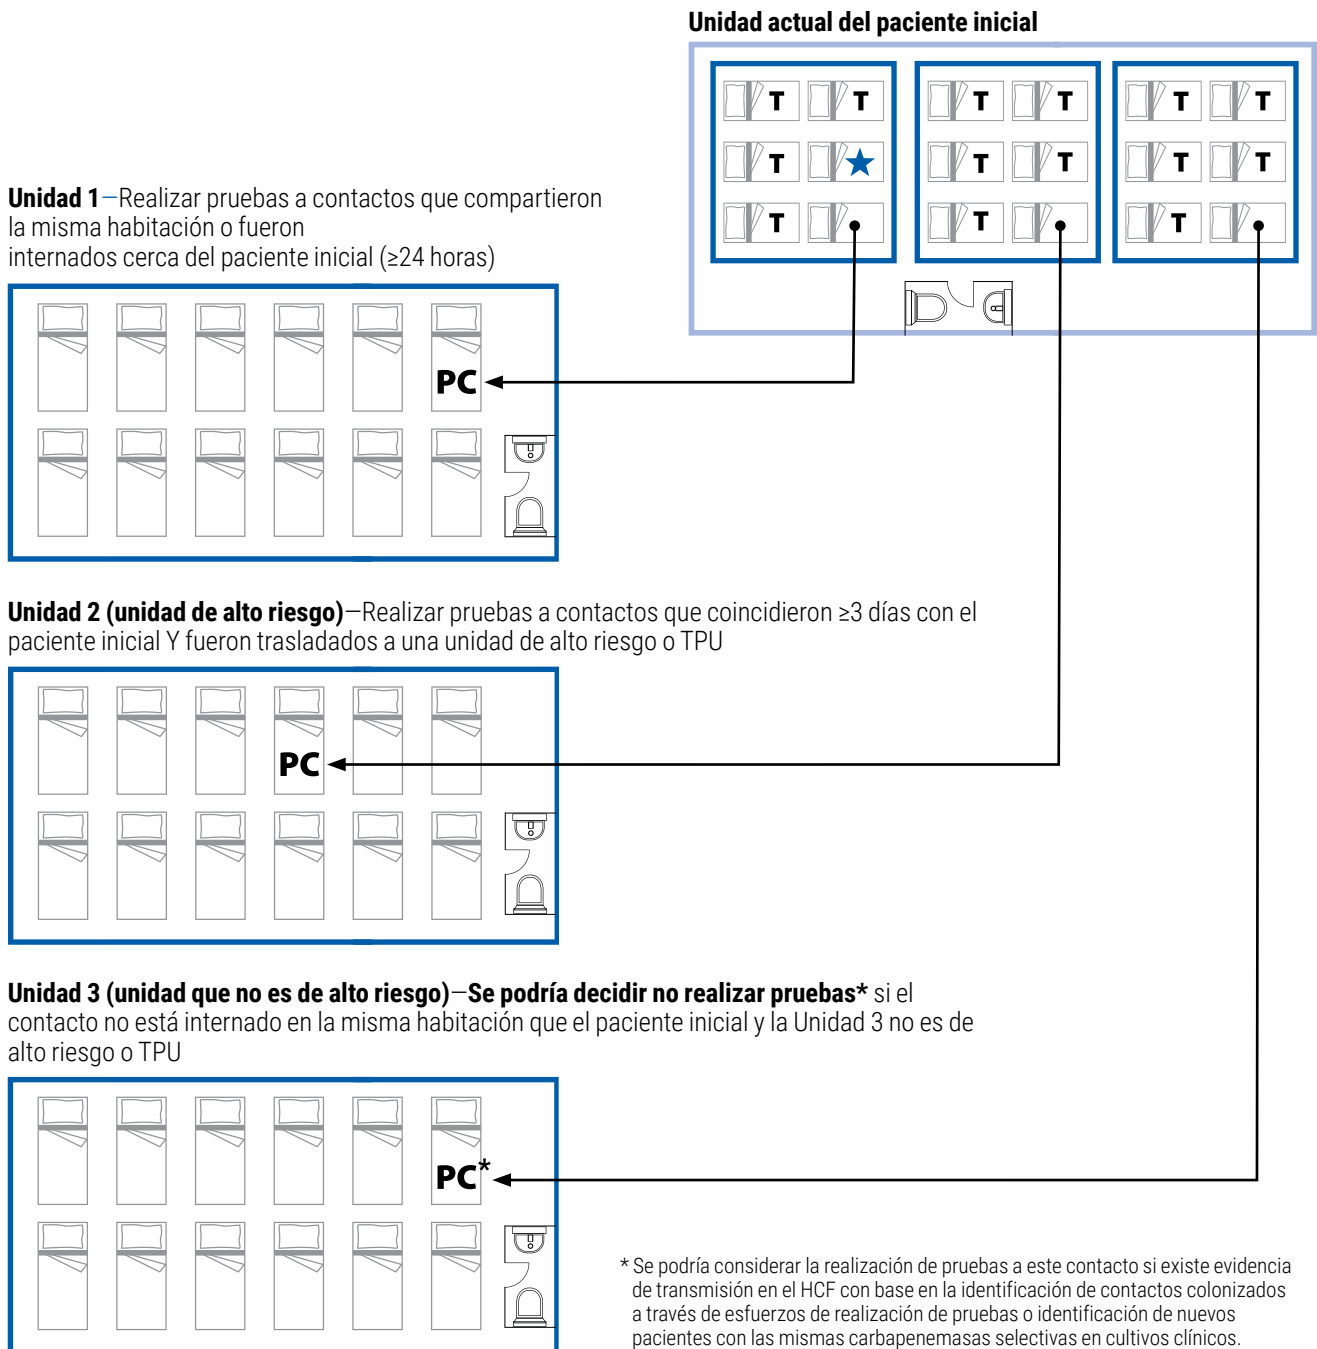 Unidad actual del paciente inicial
T T T T T T
T T T T T
T T T
Unidad 1—Realizar pruebas a contactos que compartieron
la misma habitación o fueron
internados cerca del paciente inicial (≥24 horas)
PC
Unidad 2 (unidad de alto riesgo)—Realizar pruebas a contactos que coincidieron ≥3 días con el
paciente inicial Y fueron trasladados a una unidad de alto riesgo o TPU
PC
Unidad 3 (unidad que no es de alto riesgo)—Se podría decidir no realizar pruebas* si el
contacto no está internado en la misma habitación que el paciente inicial y la Unidad 3 no es de
alto riesgo o TPU
PC*
* Se podría considerar la realización de pruebas a este contacto si existe evidencia
de transmisión en el HCF con base en la identificación de contactos colonizados
a través de esfuerzos de realización de pruebas o identificación de nuevos
pacientes con las mismas carbapenemasas selectivas en cultivos clínicos.